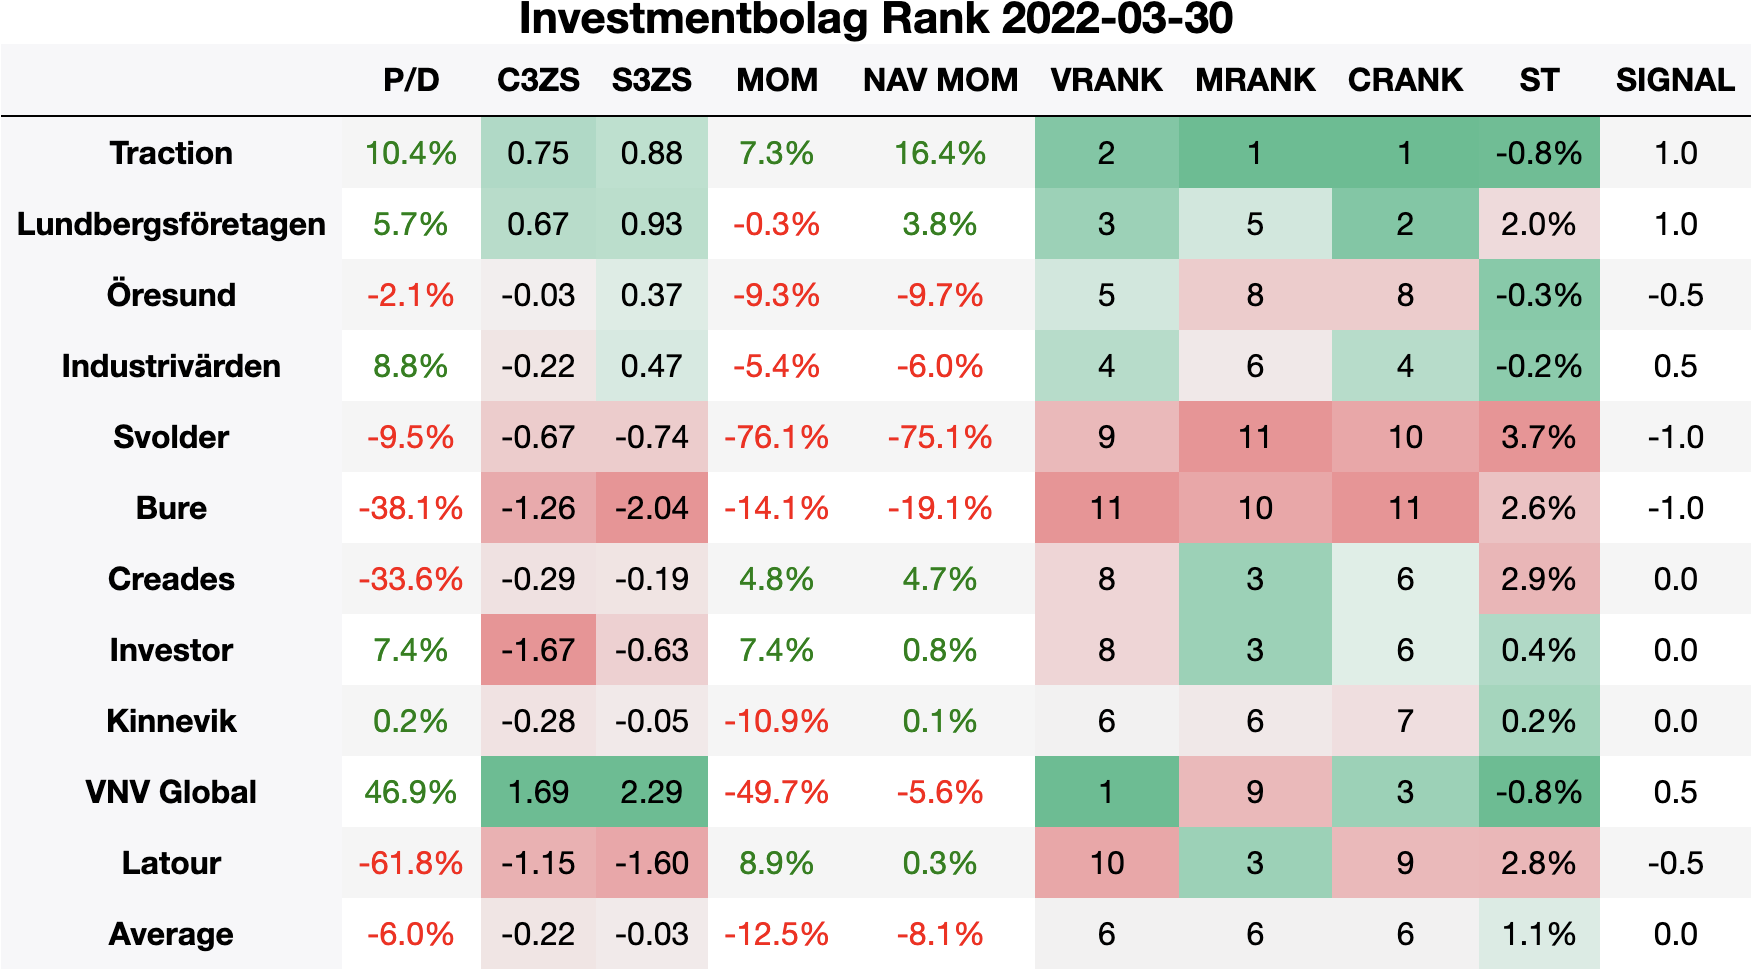 Investmentbolag Rank 2022-03-30
P/D C3ZS S3ZS MOM NAV MOM VRANK MRANK CRANK ST SIGNAL
Traction 10.4% 0.75 0.88 7.3% 16.4% 2 1 1 -0.8% 1.0
Lundbergsföretagen 5.7% 0.67 0.93 -0.3% 3.8% 3 5 2 2.0% 1.0
Öresund -2.1% -0.03 0.37 -9.3% -9.7% 5 8 8 -0.3% -0.5
Industrivärden 8.8% -0.22 0.47 -5.4% -6.0% 4 6 4 -0.2% 0.5
Svolder -9.5% -0.67 -0.74 -76.1% -75.1% 9 11 10 3.7% -1.0
Bure -38.1% -1.26 -2.04 -14.1% -19.1% 11 10 11 2.6% -1.0
Creades -33.6% -0.29 -0.19 4.8% 4.7% 8 3 6 2.9% 0.0
Investor 7.4% -1.67 -0.63 7.4% 0.8% 8 3 6 0.4% 0.0
Kinnevik 0.2% -0.28 -0.05 -10.9% 0.1% 6 6 7 0.2% 0.0
VNV Global 46.9% 1.69 2.29 -49.7% -5.6% 1 9 3 -0.8% 0.5
Latour -61.8% -1.15 -1.60 8.9% 0.3% 10 3 9 2.8% -0.5
Average -6.0% -0.22 -0.03 -12.5% -8.1% 6 6 6 1.1% 0.0